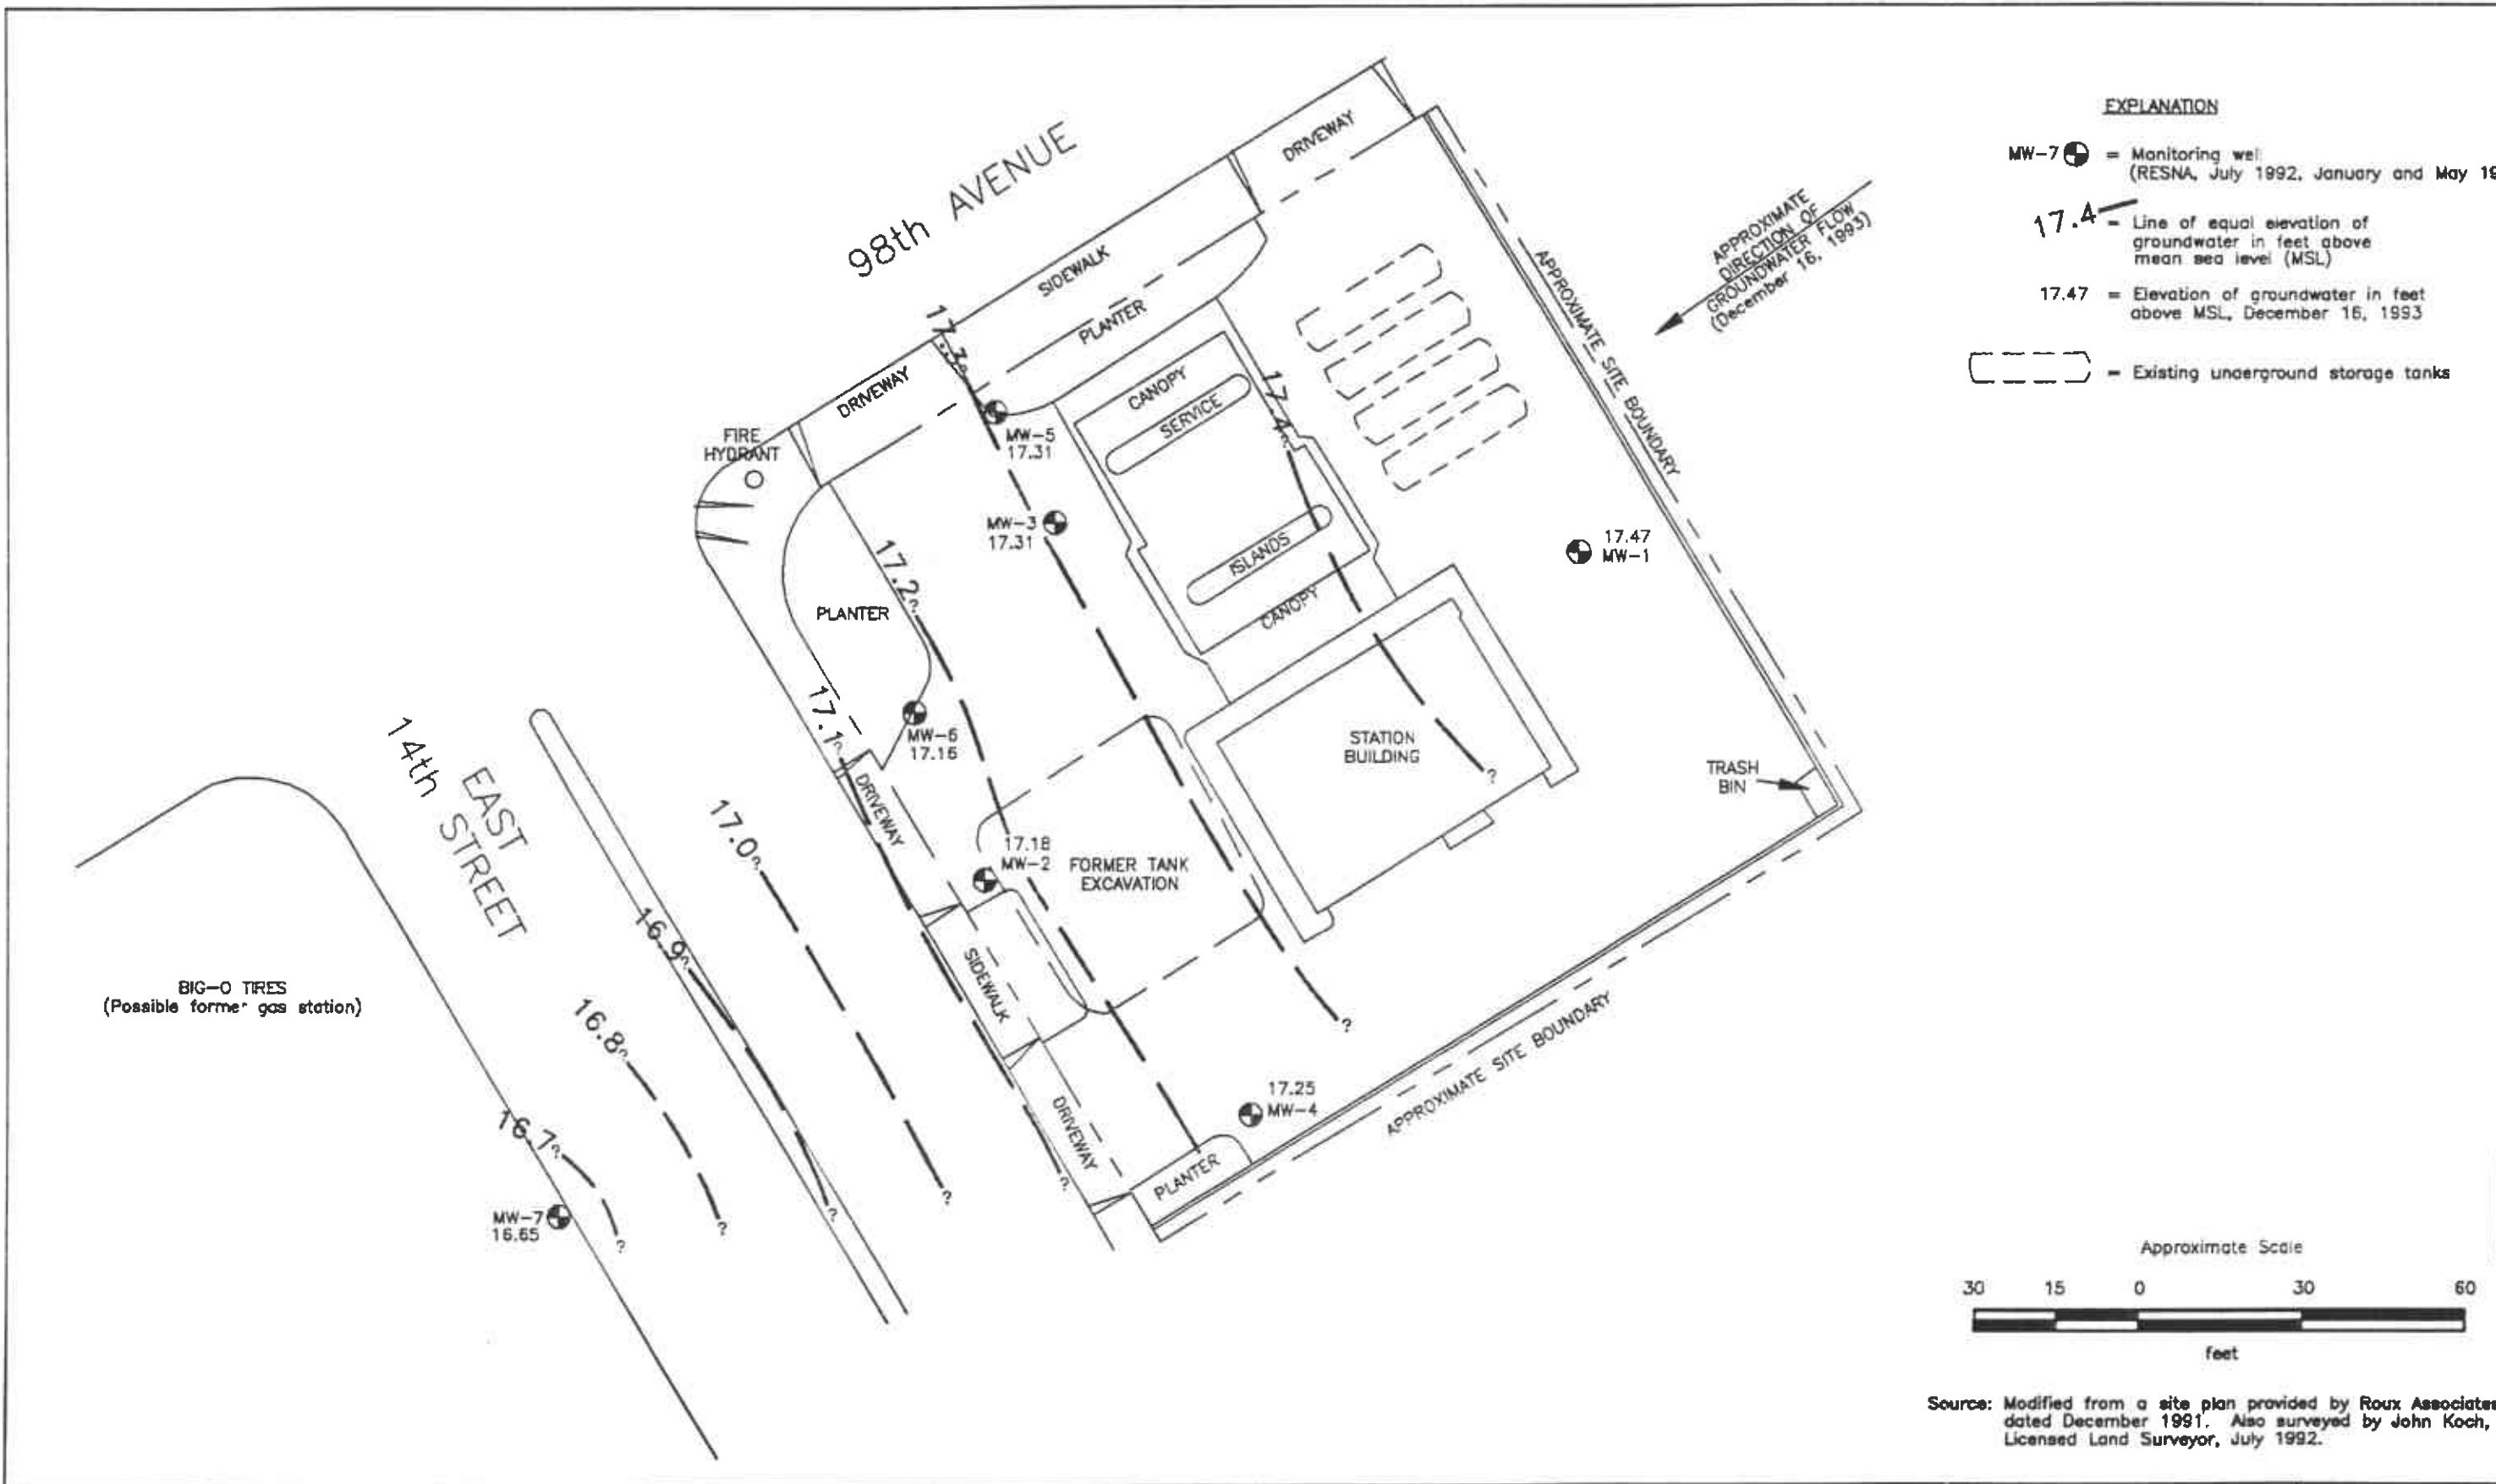 EXPLANATION
MW-7 = Monitoring wel
(RESNA, July 1992, January and May 19
17.4 = Line of equal elevation of
groundwater in feet above
mean sea level (MSL)
17.47 = Elevation of groundwater in feet
above MSL, December 16, 1993
= Existing underground storage tanks
98th AVENUE
DRIVEWAY
SIDEWALK
PLANTER
APPROXIMATE
DIRECTION OF
GROUNDWATER FLOW
(December 16, 1993)
APPROXIMATE SITE BOUNDARY
17.3?
DRIVEWAY
CANOPY
SERVICE
17.4?
FIRE
HYDRANT
MW-5
17.31
MW-3
17.31
ISLANDS
CANOPY
17.47
MW-1
17.2?
PLANTER
17.1?
MW-6
17.16
DRIVEWAY
STATION
BUILDING
?
TRASH
BIN
14th
EAST
STREET
17.0?
17.18
MW-2
FORMER TANK
EXCAVATION
16.9?
SIDEWALK
BIG-O TIRES
(Possible former gas station)
16.8?
?
APPROXIMATE SITE BOUNDARY
16.7?
DRIVEWAY
17.25
MW-4
PLANTER
MW-7
16.65
?
?
?
?
?
Approximate Scale
30 15 0 30 60
feet
Source: Modified from a site plan provided by Roux Associates
dated December 1991. Also surveyed by John Koch,
Licensed Land Surveyor, July 1992.